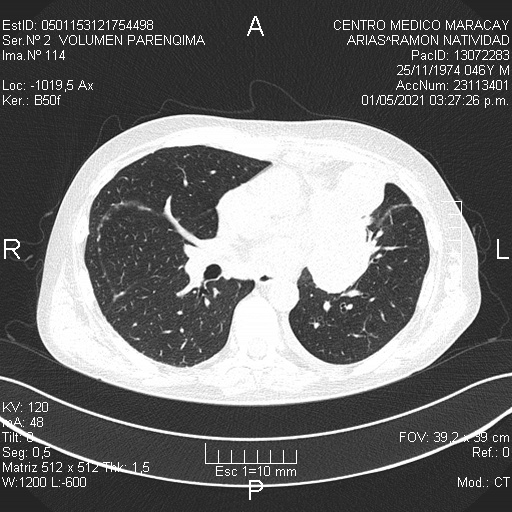 EstID: 0501153121754498
Ser.Nº 2 VOLUMEN PARENQIMA
Ima.Nº 114
Loc: -1019,5 Ax
Ker.: B50f
A
CENTRO MEDICO MARACAY
ARIAS^RAMON NATIVIDAD
PacID: 13072283
25/11/1974 046Y M
AccNum: 23113401
01/05/2021 03:27:26 p.m.
R
L
KV: 120
mA: 48
Tilt: 0
Seg: 0,5
Matriz 512 x 512 Thk: 1,5
W:1200 L:-600
Esc 1=10 mm
P
FOV: 39,2 x 39 cm
Ref.: 0
Mod.: CT